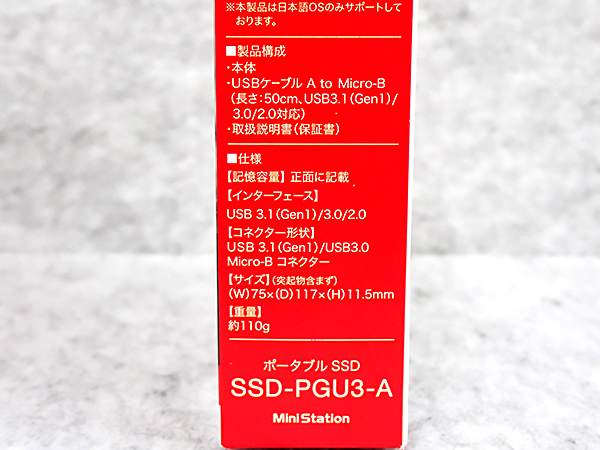 ※本製品は日本語OSのみサポートして
おります。
■製品構成
・本体
・USBケーブル A to Micro-B
（長さ:50cm、USB3.1（Gen1）/
3.0/2.0対応）
・取扱説明書（保証書）
■仕様
【記憶容量】 正面に記載
【インターフェース】
USB 3.1（Gen1）/3.0/2.0
【コネクター形状】
USB 3.1（Gen1）/USB3.0
Micro-B コネクター
【サイズ】（突起物含まず）
（W）75×（D）117×（H）11.5mm
【重量】
約110g
ポータブル SSD
SSD-PGU3-A
MiniStation